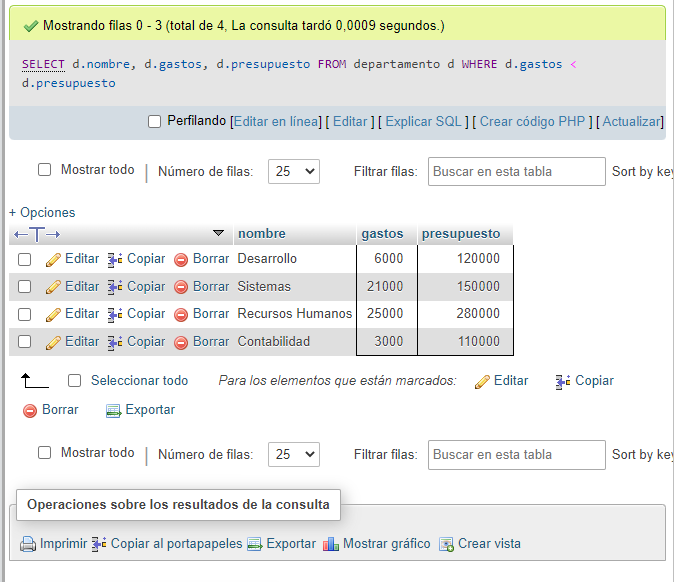 Mostrando filas 0 - 3 (total de 4, La consulta tardó 0,0009 segundos.)
SELECT d.nombre, d.gastos, d.presupuesto FROM departamento d WHERE d.gastos <
d.presupuesto
Perfilando [Editar en línea] [ Editar ] [ Explicar SQL ] [ Crear código PHP ] [ Actualizar]
Mostrar todo | Número de filas: 25 Filtrar filas: Buscar en esta tabla Sort by key
+ Opciones
←T→ nombre gastos presupuesto
Editar Copiar Borrar Desarrollo 6000 120000
Editar Copiar Borrar Sistemas 21000 150000
Editar Copiar Borrar Recursos Humanos 25000 280000
Editar Copiar Borrar Contabilidad 3000 110000
Seleccionar todo Para los elementos que están marcados: Editar Copiar
Borrar Exportar
Mostrar todo | Número de filas: 25 Filtrar filas: Buscar en esta tabla Sort by key
Operaciones sobre los resultados de la consulta
Imprimir Copiar al portapapeles Exportar Mostrar gráfico Crear vista